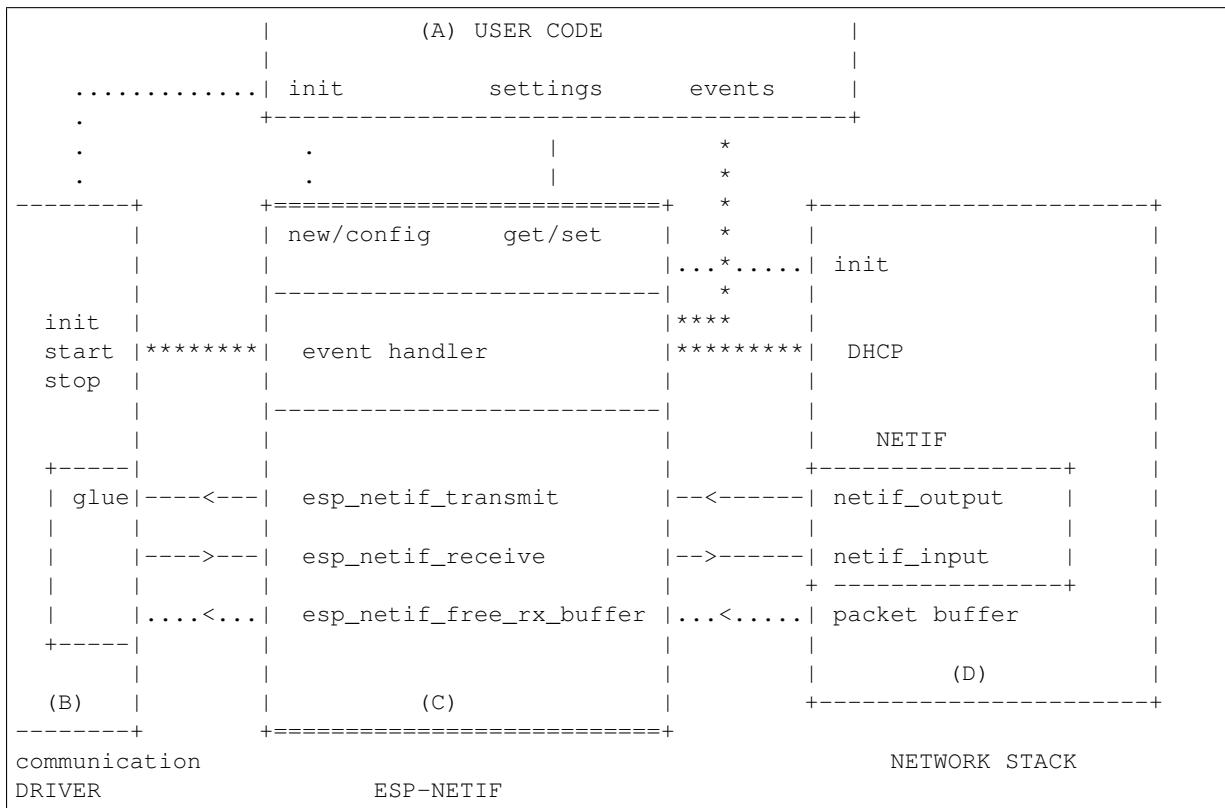 (A) USER CODE
init settings events
new/config get/set
init
init
start event handler DHCP
stop
NETIF
glue esp_netif_transmit netif_output
esp_netif_receive netif_input
esp_netif_free_rx_buffer packet buffer
(D)
(B) (C)
communication NETWORK STACK
DRIVER ESP-NETIF